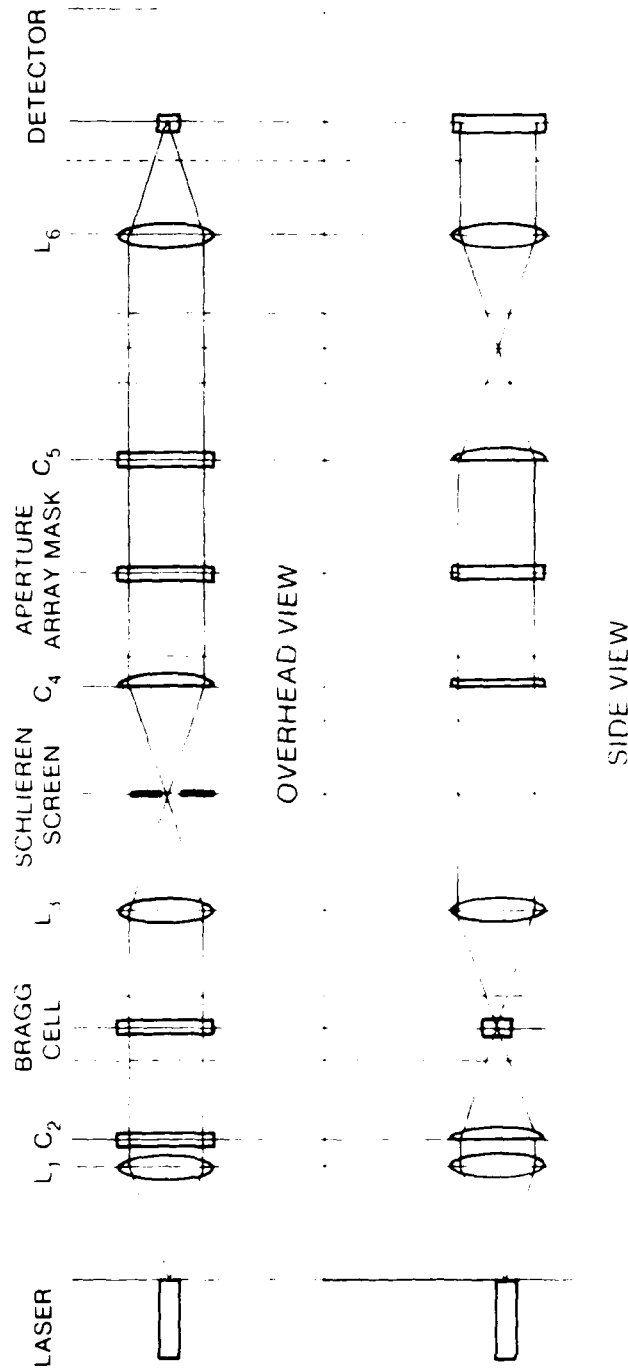 LASER
L₁ C₂
BRAGG
CELL
L₃
SCHLIEREN
SCREEN
C₄
APERTURE
ARRAY MASK
C₅
L₆
DETECTOR
OVERHEAD VIEW
SIDE VIEW